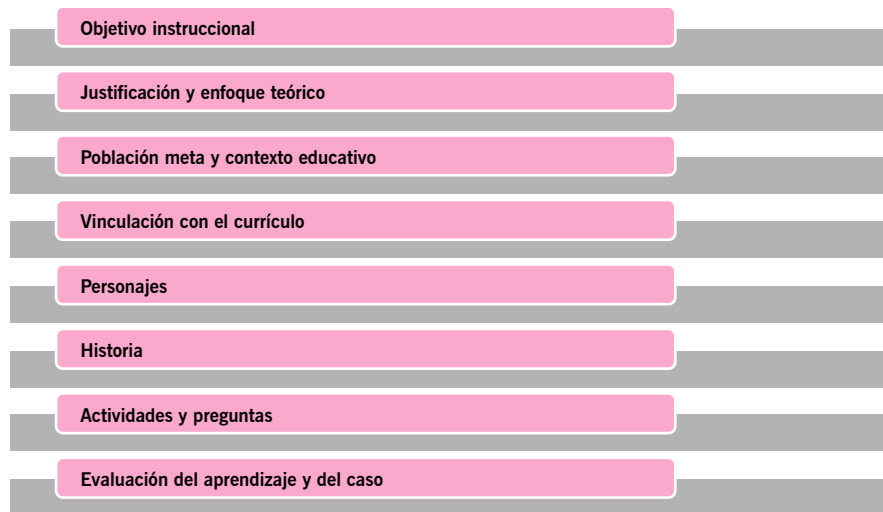 Objetivo instruccional
Justificación y enfoque teórico
Población meta y contexto educativo
Vinculación con el currículo
Personajes
Historia
Actividades y preguntas
Evaluación del aprendizaje y del caso